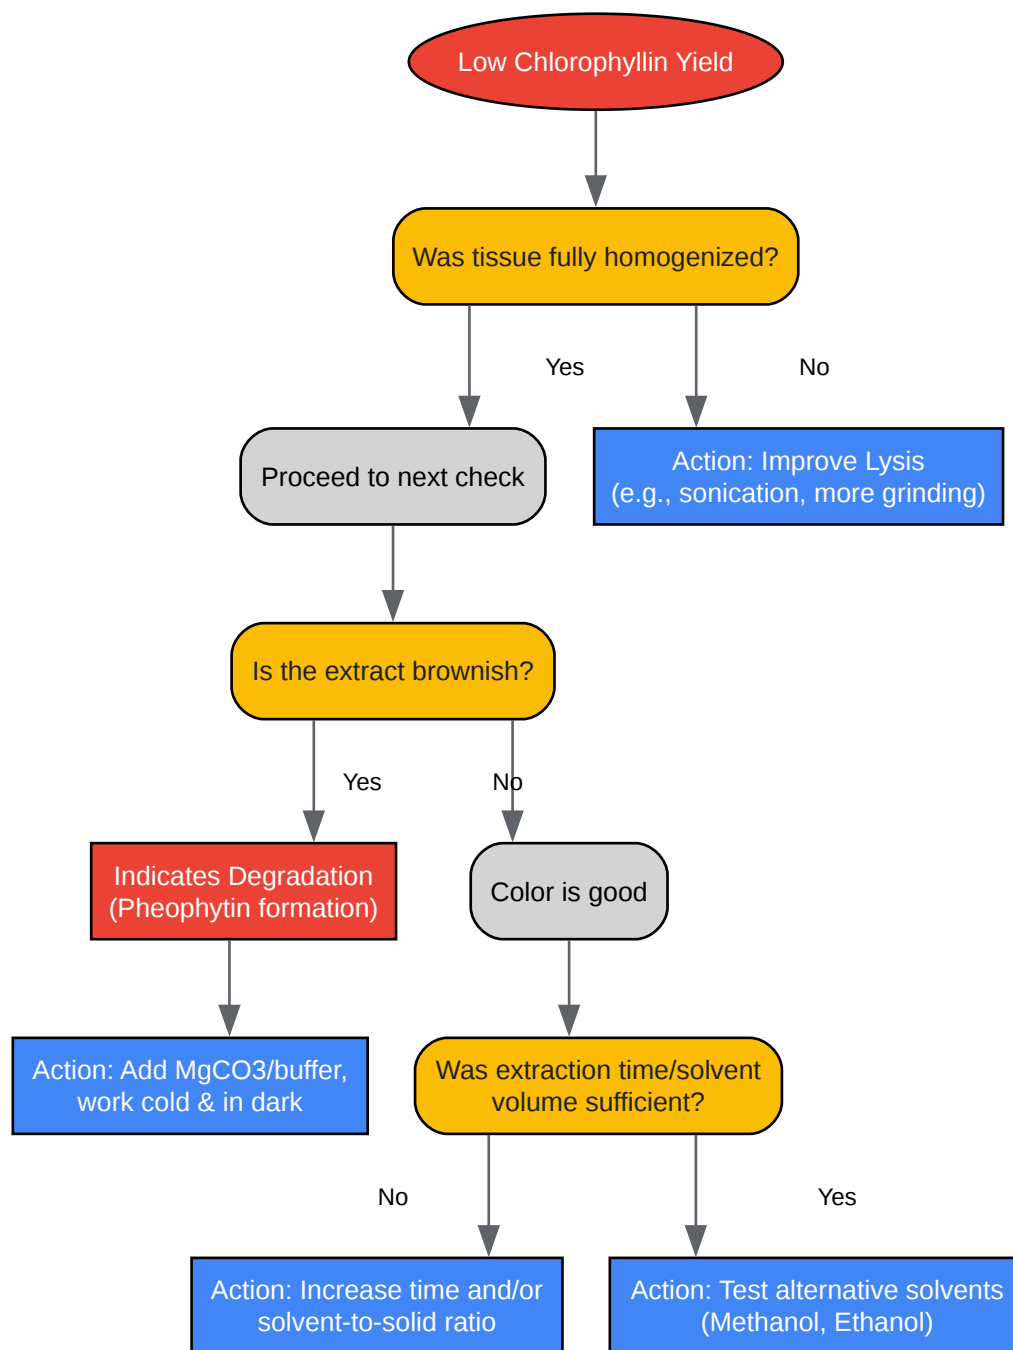 Low Chlorophyllin Yield
Was tissue fully homogenized?
Yes
No
Proceed to next check
Action: Improve Lysis
(e.g., sonication, more grinding)
Is the extract brownish?
Yes
No
Indicates Degradation
(Pheophytin formation)
Color is good
Action: Add MgCO3/buffer,
work cold & in dark
Was extraction time/solvent
volume sufficient?
No
Yes
Action: Increase time and/or
solvent-to-solid ratio
Action: Test alternative solvents
(Methanol, Ethanol)